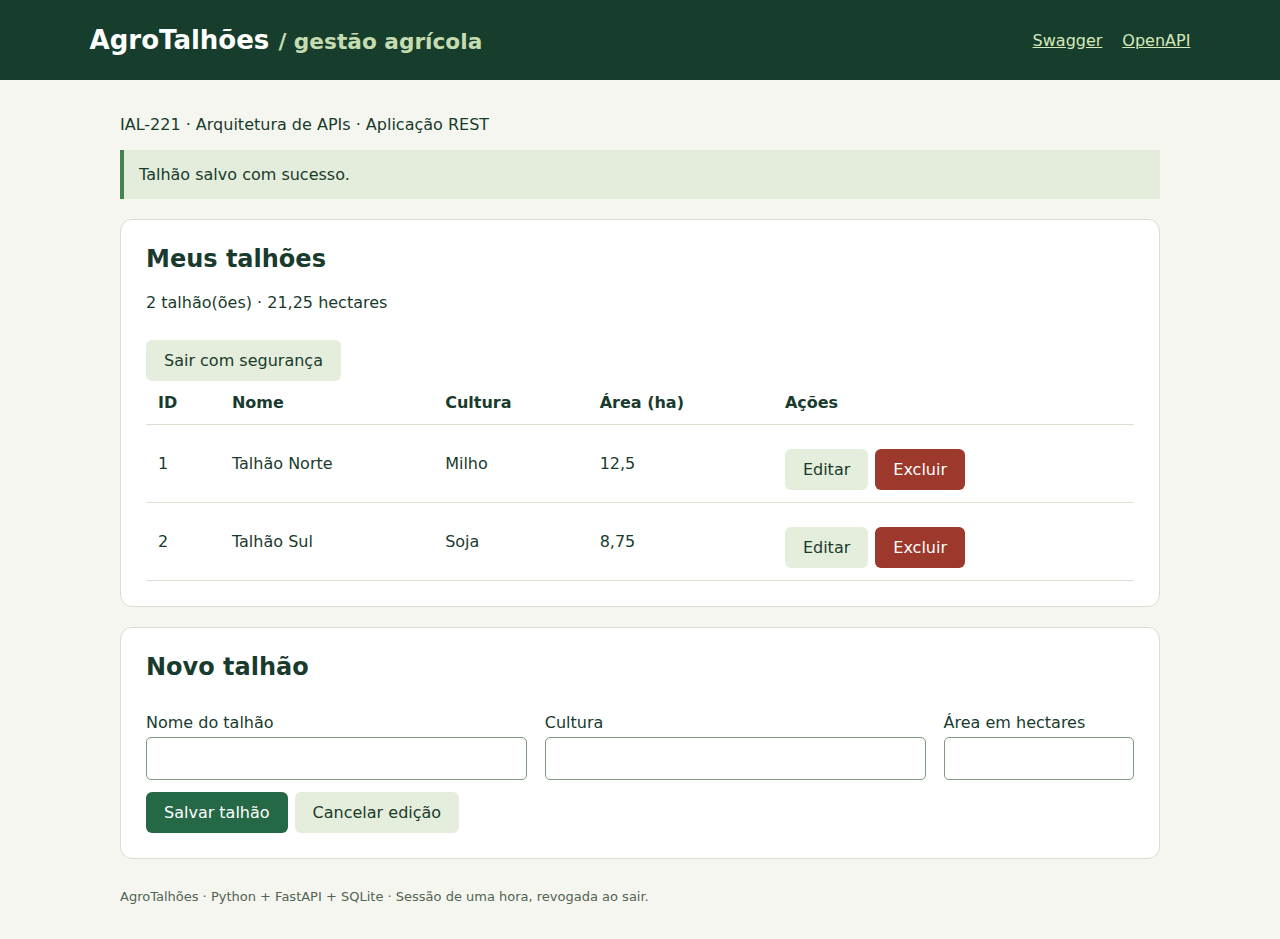 AgroTalhões / gestão agrícola
Swagger OpenAPI
IAL-221 · Arquitetura de APIs · Aplicação REST
Talhão salvo com sucesso.
Meus talhões
2 talhão(ões) · 21,25 hectares
Sair com segurança
ID Nome Cultura Área (ha) Ações
1 Talhão Norte Milho 12,5 Editar Excluir
2 Talhão Sul Soja 8,75 Editar Excluir
Novo talhão
Nome do talhão Cultura Área em hectares
Salvar talhão Cancelar edição
AgroTalhões · Python + FastAPI + SQLite · Sessão de uma hora, revogada ao sair.